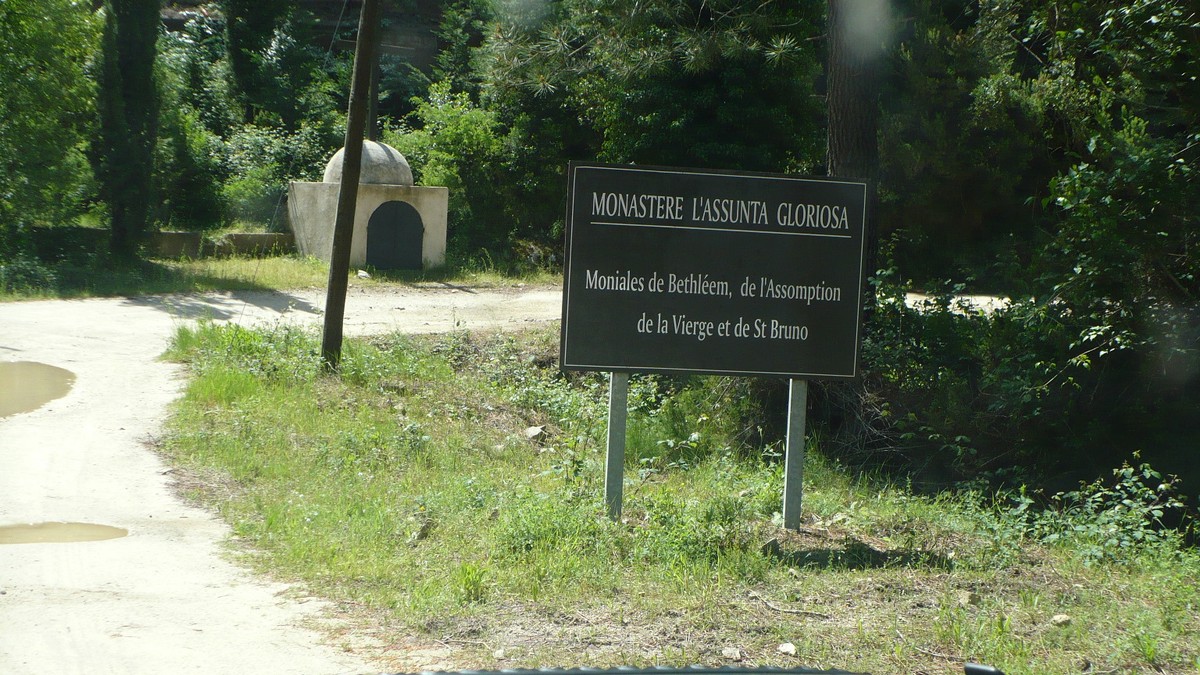 MONASTERE L'ASSUNTA GLORIOSA
Moniales de Bethléem, de l'Assomption
de la Vierge et de St Bruno